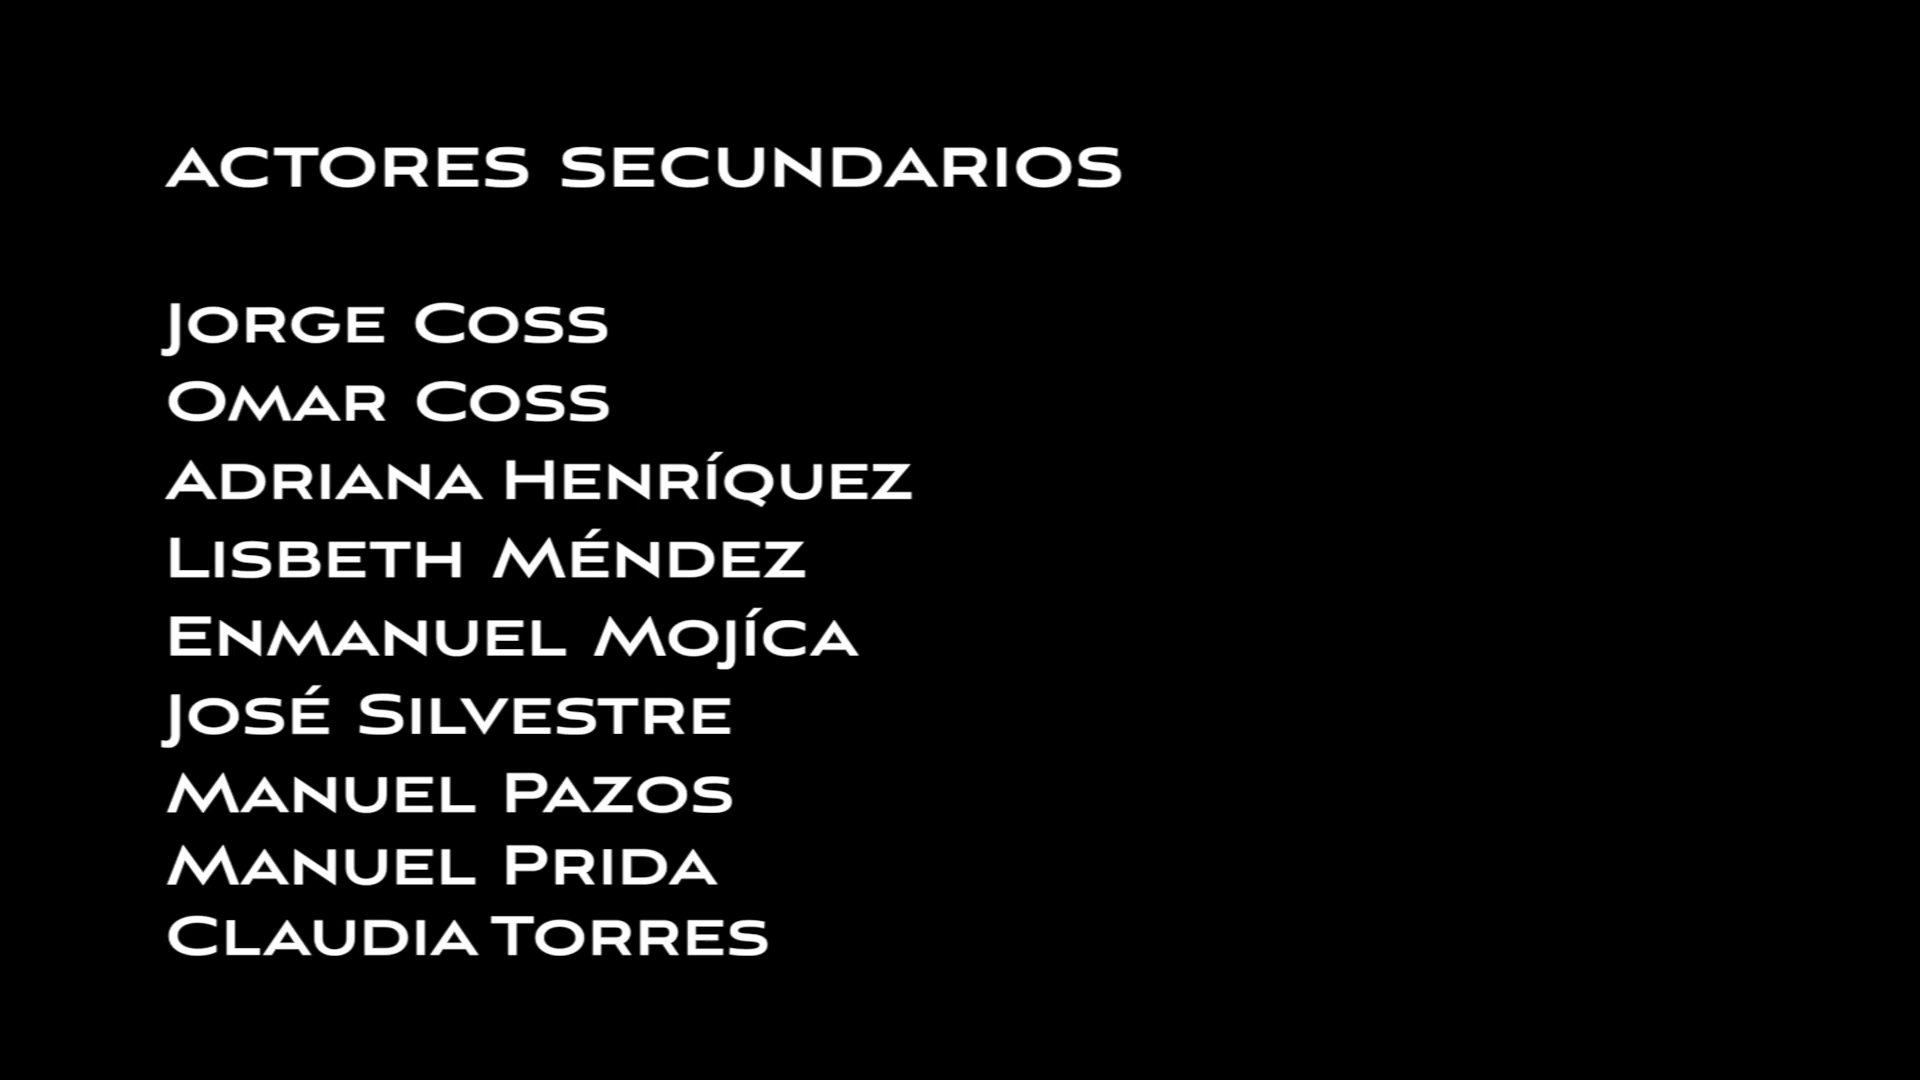 ACTORES SECUNDARIOS
Jorge Coss
Omar Coss
Adriana Henríquez
Lisbeth Méndez
Enmanuel Mojíca
José Silvestre
Manuel Pazos
Manuel Prida
Claudia Torres